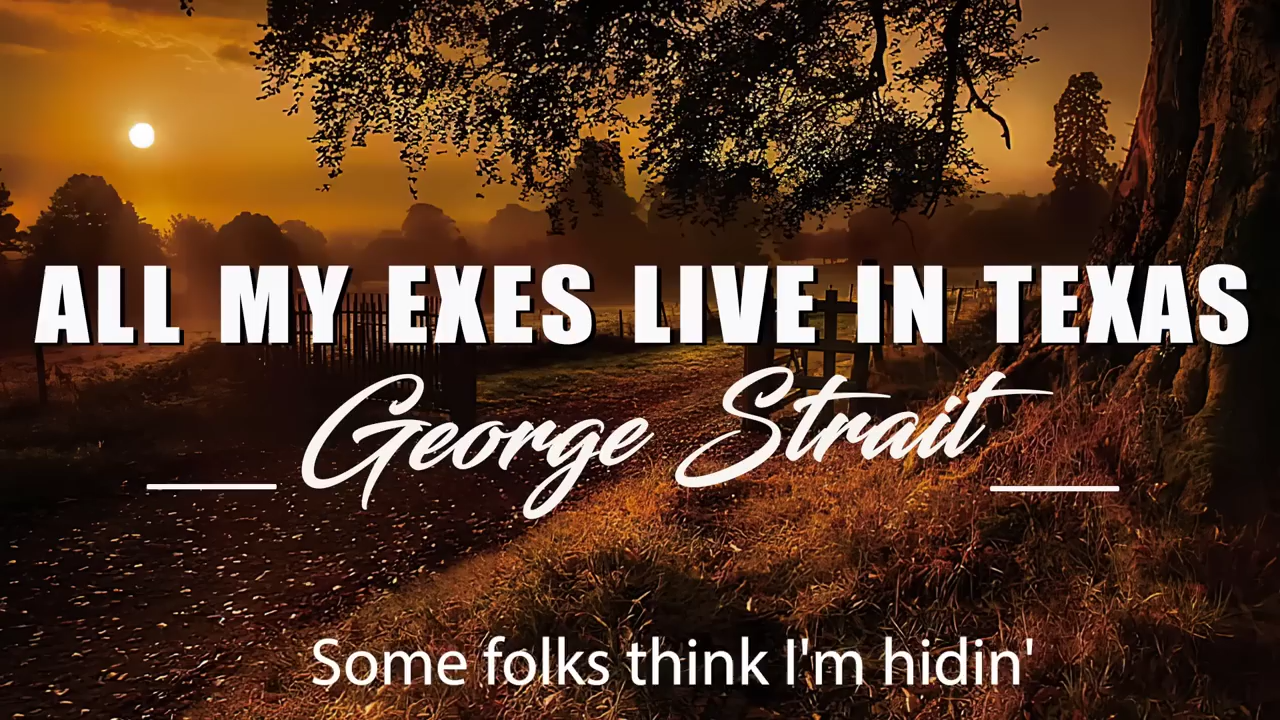 ALL MY EXES LIVE IN TEXAS
George Strait
Some folks think I'm hidin'